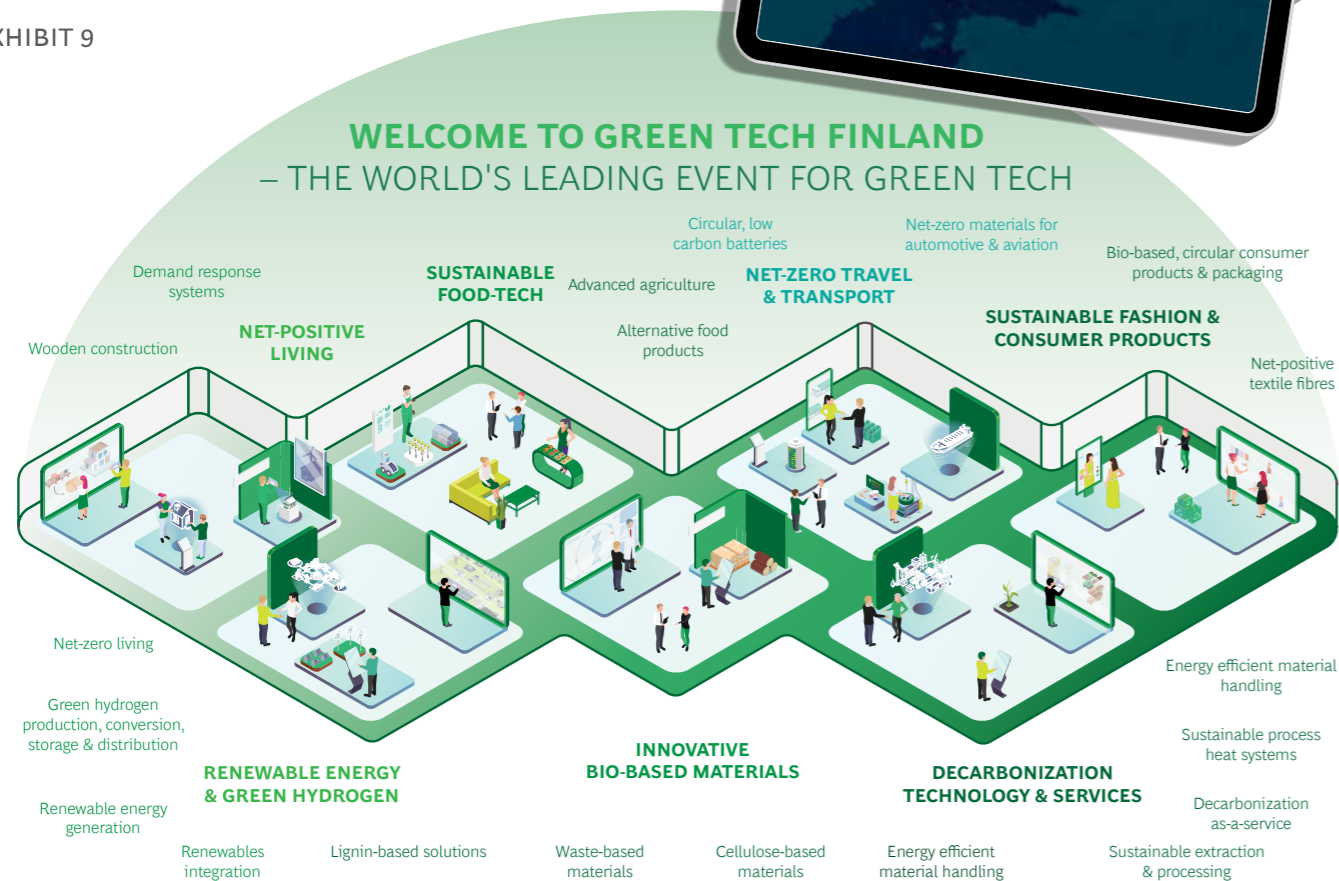 XHIBIT 9
WELCOME TO GREEN TECH FINLAND
– THE WORLD'S LEADING EVENT FOR GREEN TECH
Circular, low
carbon batteries
Net-zero materials for
automotive & aviation
Bio-based, circular consumer
products & packaging
Demand response
systems
SUSTAINABLE
FOOD-TECH
Advanced agriculture
NET-ZERO TRAVEL
& TRANSPORT
SUSTAINABLE FASHION &
CONSUMER PRODUCTS
Wooden construction
NET-POSITIVE
LIVING
Alternative food
products
Net-positive
textile fibres
Net-zero living
Green hydrogen
production, conversion,
storage & distribution
Renewable energy
generation
RENEWABLE ENERGY
& GREEN HYDROGEN
Renewables
integration
INNOVATIVE
BIO-BASED MATERIALS
Lignin-based solutions
Waste-based
materials
Cellulose-based
materials
DECARBONIZATION
TECHNOLOGY & SERVICES
Energy efficient
material handling
Energy efficient material
handling
Sustainable process
heat systems
Decarbonization
as-a-service
Sustainable extraction
& processing